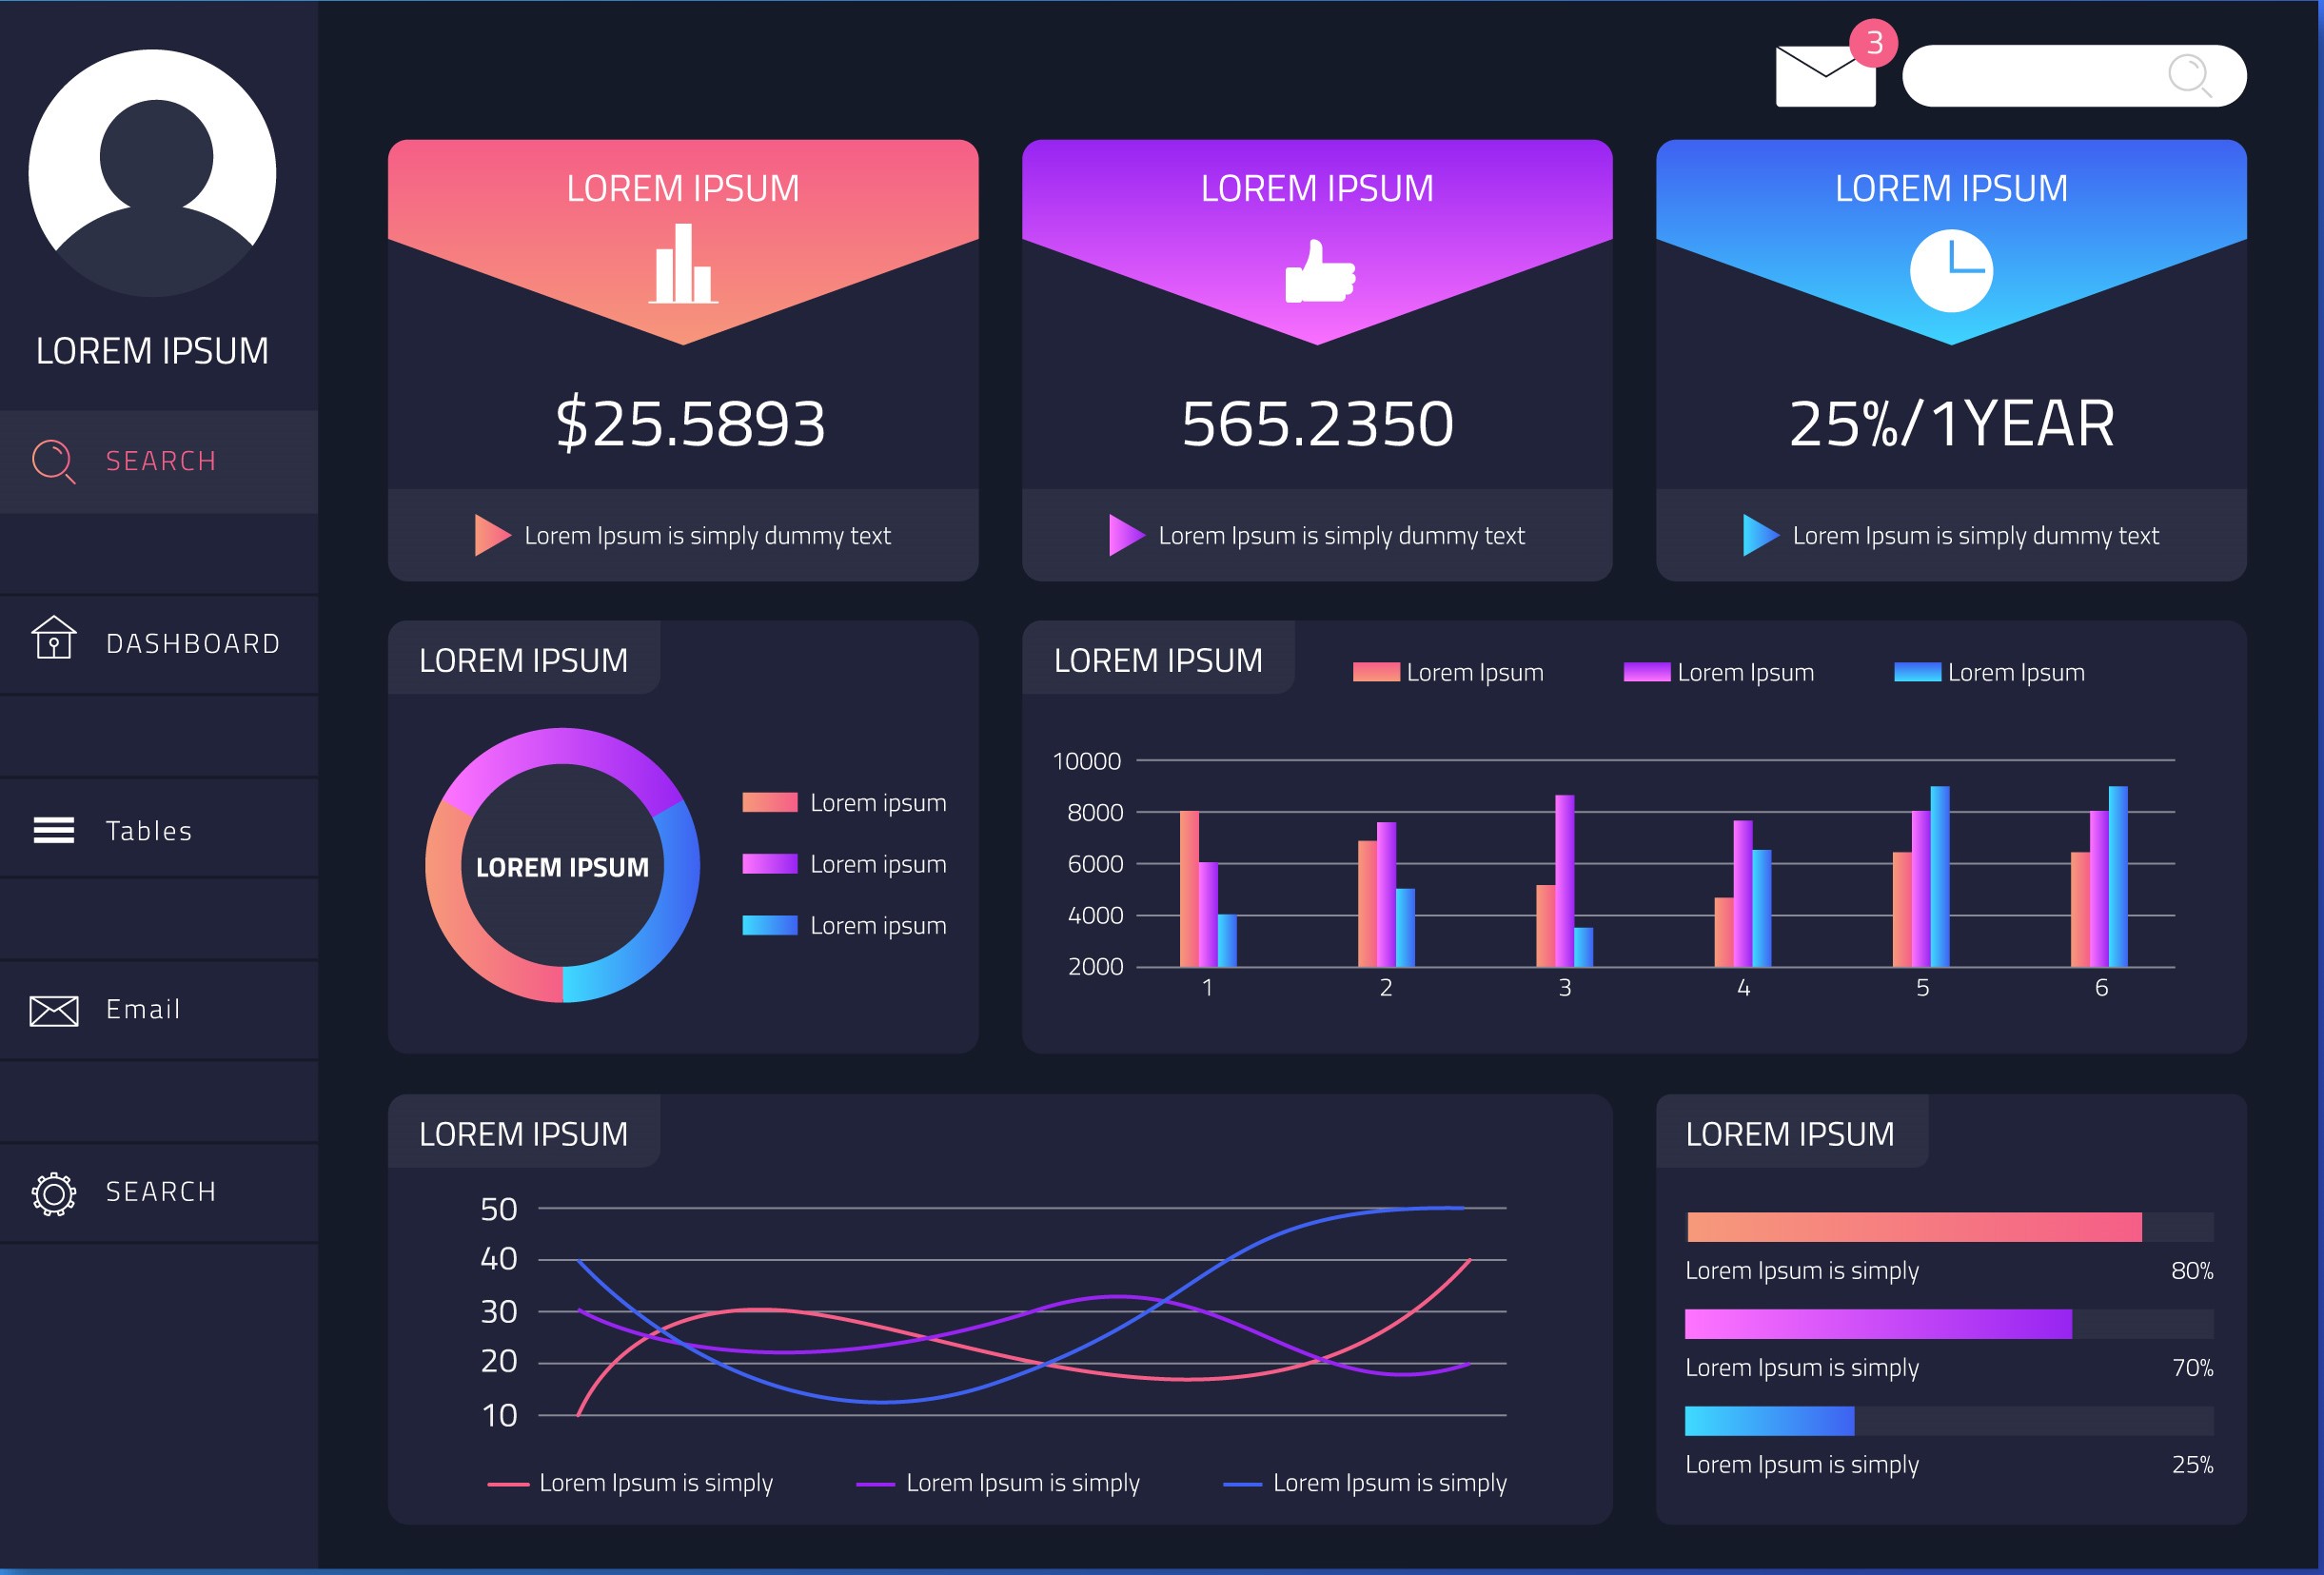 3
LOREM IPSUM
SEARCH
DASHBOARD
Tables
Email
SEARCH
LOREM IPSUM
$25.5893
Lorem Ipsum is simply dummy text
LOREM IPSUM
565.2350
Lorem Ipsum is simply dummy text
LOREM IPSUM
25%/1YEAR
Lorem Ipsum is simply dummy text
LOREM IPSUM
LOREM IPSUM
Lorem ipsum
Lorem ipsum
Lorem ipsum
LOREM IPSUM
Lorem Ipsum
Lorem Ipsum
Lorem Ipsum
10000
8000
6000
4000
2000
1 2 3 4 5 6
LOREM IPSUM
50
40
30
20
10
Lorem Ipsum is simply
Lorem Ipsum is simply
Lorem Ipsum is simply
LOREM IPSUM
Lorem Ipsum is simply 80%
Lorem Ipsum is simply 70%
Lorem Ipsum is simply 25%